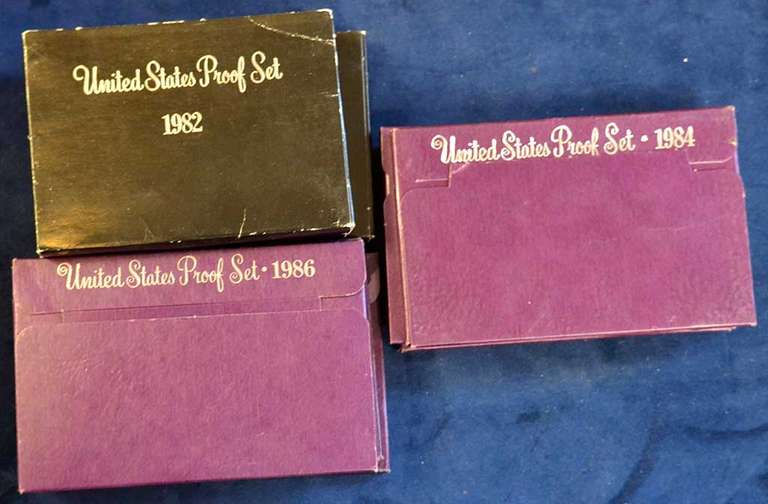 United States Proof Set
1982
United States Proof Set • 1984
United States Proof Set • 1986